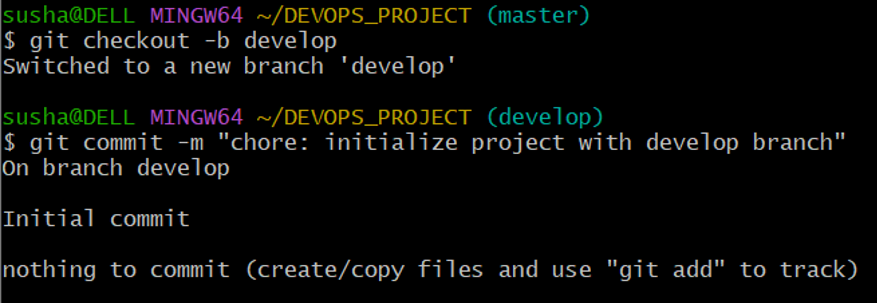 susha@DELL MINGW64 ~/DEVOPS_PROJECT (master)
$ git checkout -b develop
Switched to a new branch 'develop'
susha@DELL MINGW64 ~/DEVOPS_PROJECT (develop)
$ git commit -m "chore: initialize project with develop branch"
On branch develop
Initial commit
nothing to commit (create/copy files and use "git add" to track)